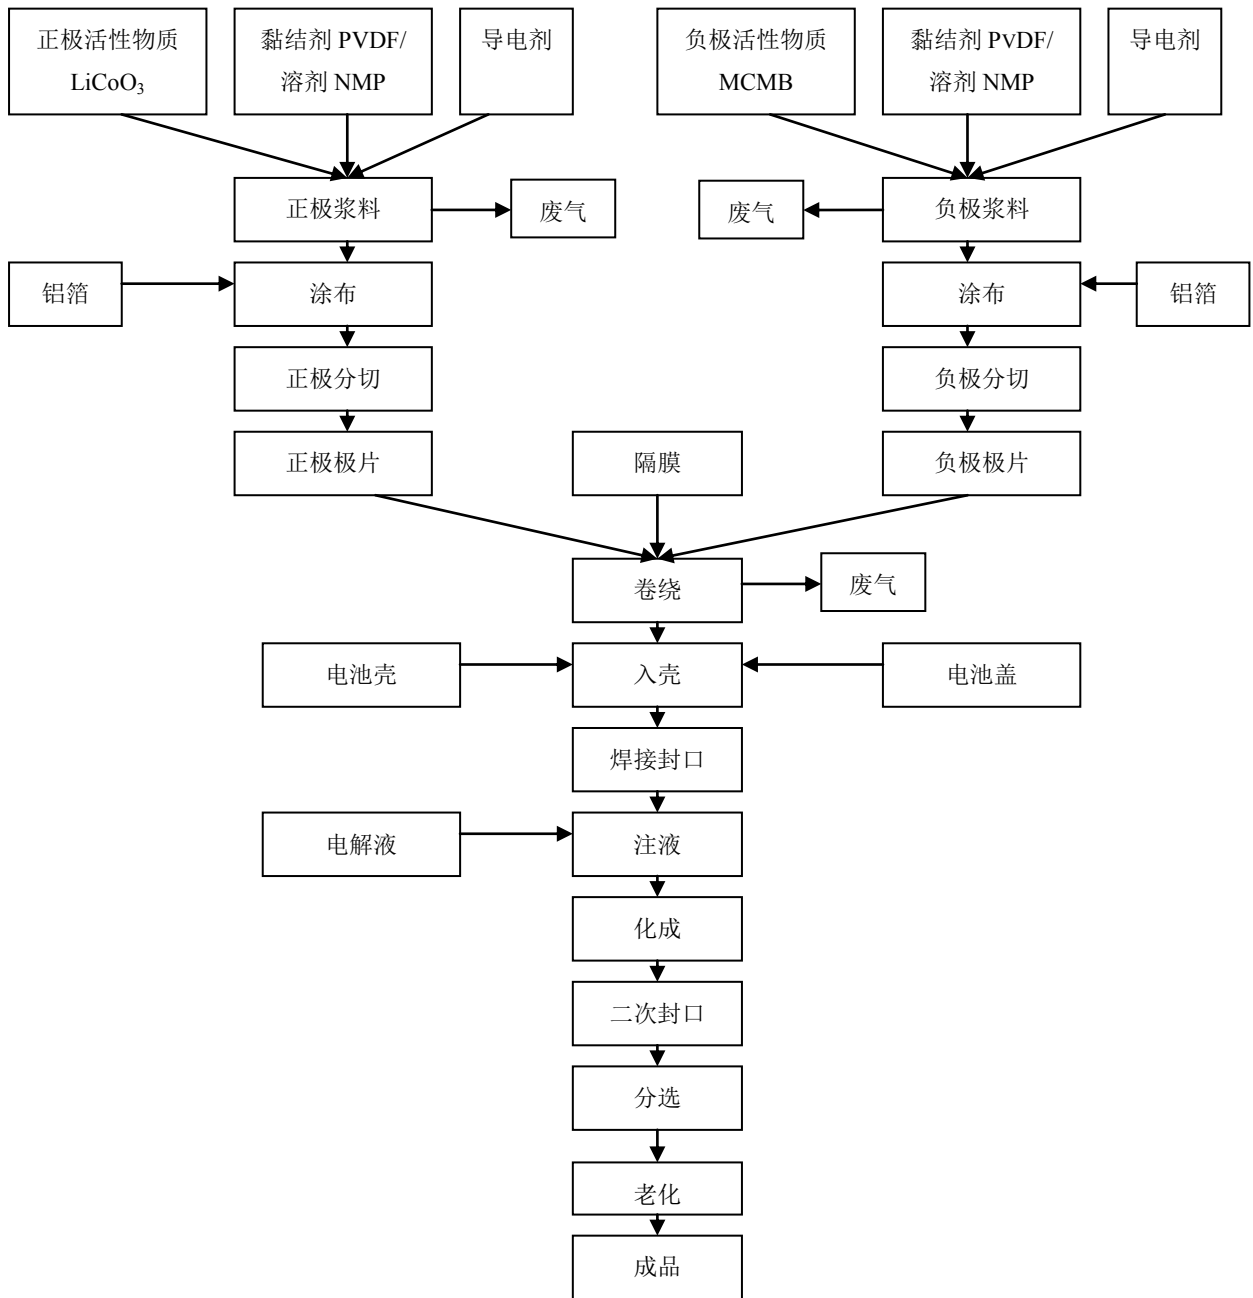 正极活性物质
LiCoO₃
黏结剂 PVDF/
溶剂 NMP
导电剂
负极活性物质
MCMB
黏结剂 PVDF/
溶剂 NMP
导电剂
正极浆料
废气
废气
负极浆料
铝箔
涂布
涂布
铝箔
正极分切
负极分切
正极极片
隔膜
负极极片
卷绕
废气
电池壳
入壳
电池盖
焊接封口
电解液
注液
化成
二次封口
分选
老化
成品